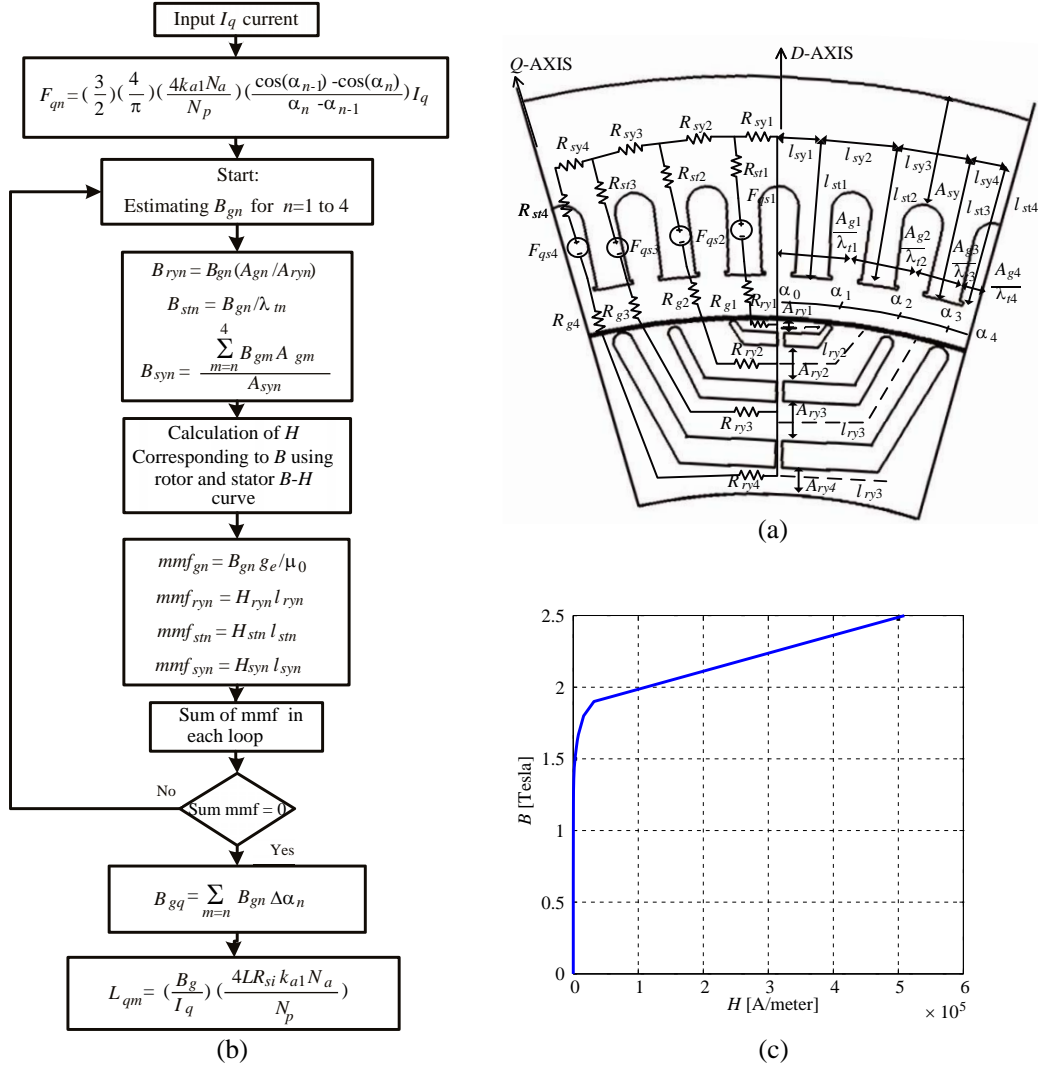 Input I_q current
F_qn = (3/2)(4/π)(4k_a1 N_a / N_p)(cos(α_n-1) -cos(α_n) / α_n -α_n-1) I_q
Start:
Estimating B_gn for n=1 to 4
B_ryn = B_gn (A_gn /A_ryn)
B_stn = B_gn /λ_tn
B_syn = 4 ∑ m=n B_gm A_gm / A_syn
Calculation of H
Corresponding to B using
rotor and stator B-H
curve
mmf_gn = B_gn g_e /μ_0
mmf_ryn = H_ryn l_ryn
mmf_stn = H_stn l_stn
mmf_syn = H_syn l_syn
Sum of mmf in
each loop
No
Sum mmf = 0
Yes
B_gq = ∑ m=n B_gn Δα_n
L_qm = (B_g / I_q)(4LR_si k_a1 N_a / N_p)
(b)
D-AXIS
Q-AXIS
R_sy1
R_sy2
R_sy3
R_sy4
l_sy1
l_sy2
l_sy3
l_sy4
R_st1
R_st2
R_st3
R_st4
l_st1
l_st2
l_st3
l_st4
A_sy
F_qs1
F_qs2
F_qs3
F_qs4
A_g1 / λ_t1
A_g2 / λ_t2
A_g3 / λ_t3
A_g4 / λ_t4
R_g1
R_g2
R_g3
R_g4
R_ry1
α_0
α_1
α_2
α_3
α_4
A_ry1
R_ry2
l_ry2
A_ry2
R_ry3
A_ry3
l_ry3
R_ry4
A_ry4
l_ry3
(a)
2.5
2
1.5
1
0.5
0
B [Tesla]
0
1
2
3
4
5
6
H [A/meter]
× 10^5
(c)